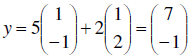 y = 5(1 -1) + 2(1 2) = (7 -1)